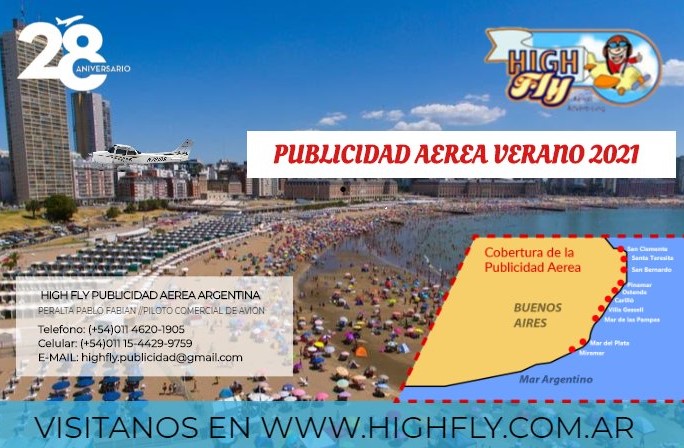 28
ANIVERSARIO
HIGH
Fly
Aerial
Advertising
PUBLICIDAD AEREA VERANO 2021
Cobertura de la
Publicidad Aerea
San Clemente
Santa Teresita
San Bernardo
Pinamar
Ostende
Cariló
Villa Gessell
Mar de las Pampas
Mar del Plata
Miramar
BUENOS
AIRES
Mar Argentino
HIGH FLY PUBLICIDAD AEREA ARGENTINA
PERALTA PABLO FABIAN //PILOTO COMERCIAL DE AVION
Telefono: (+54)011 4620-1905
Celular: (+54)011 15-4429-9759
E-MAIL: highfly.publicidad@gmail.com
VISITANOS EN WWW.HIGHFLY.COM.AR